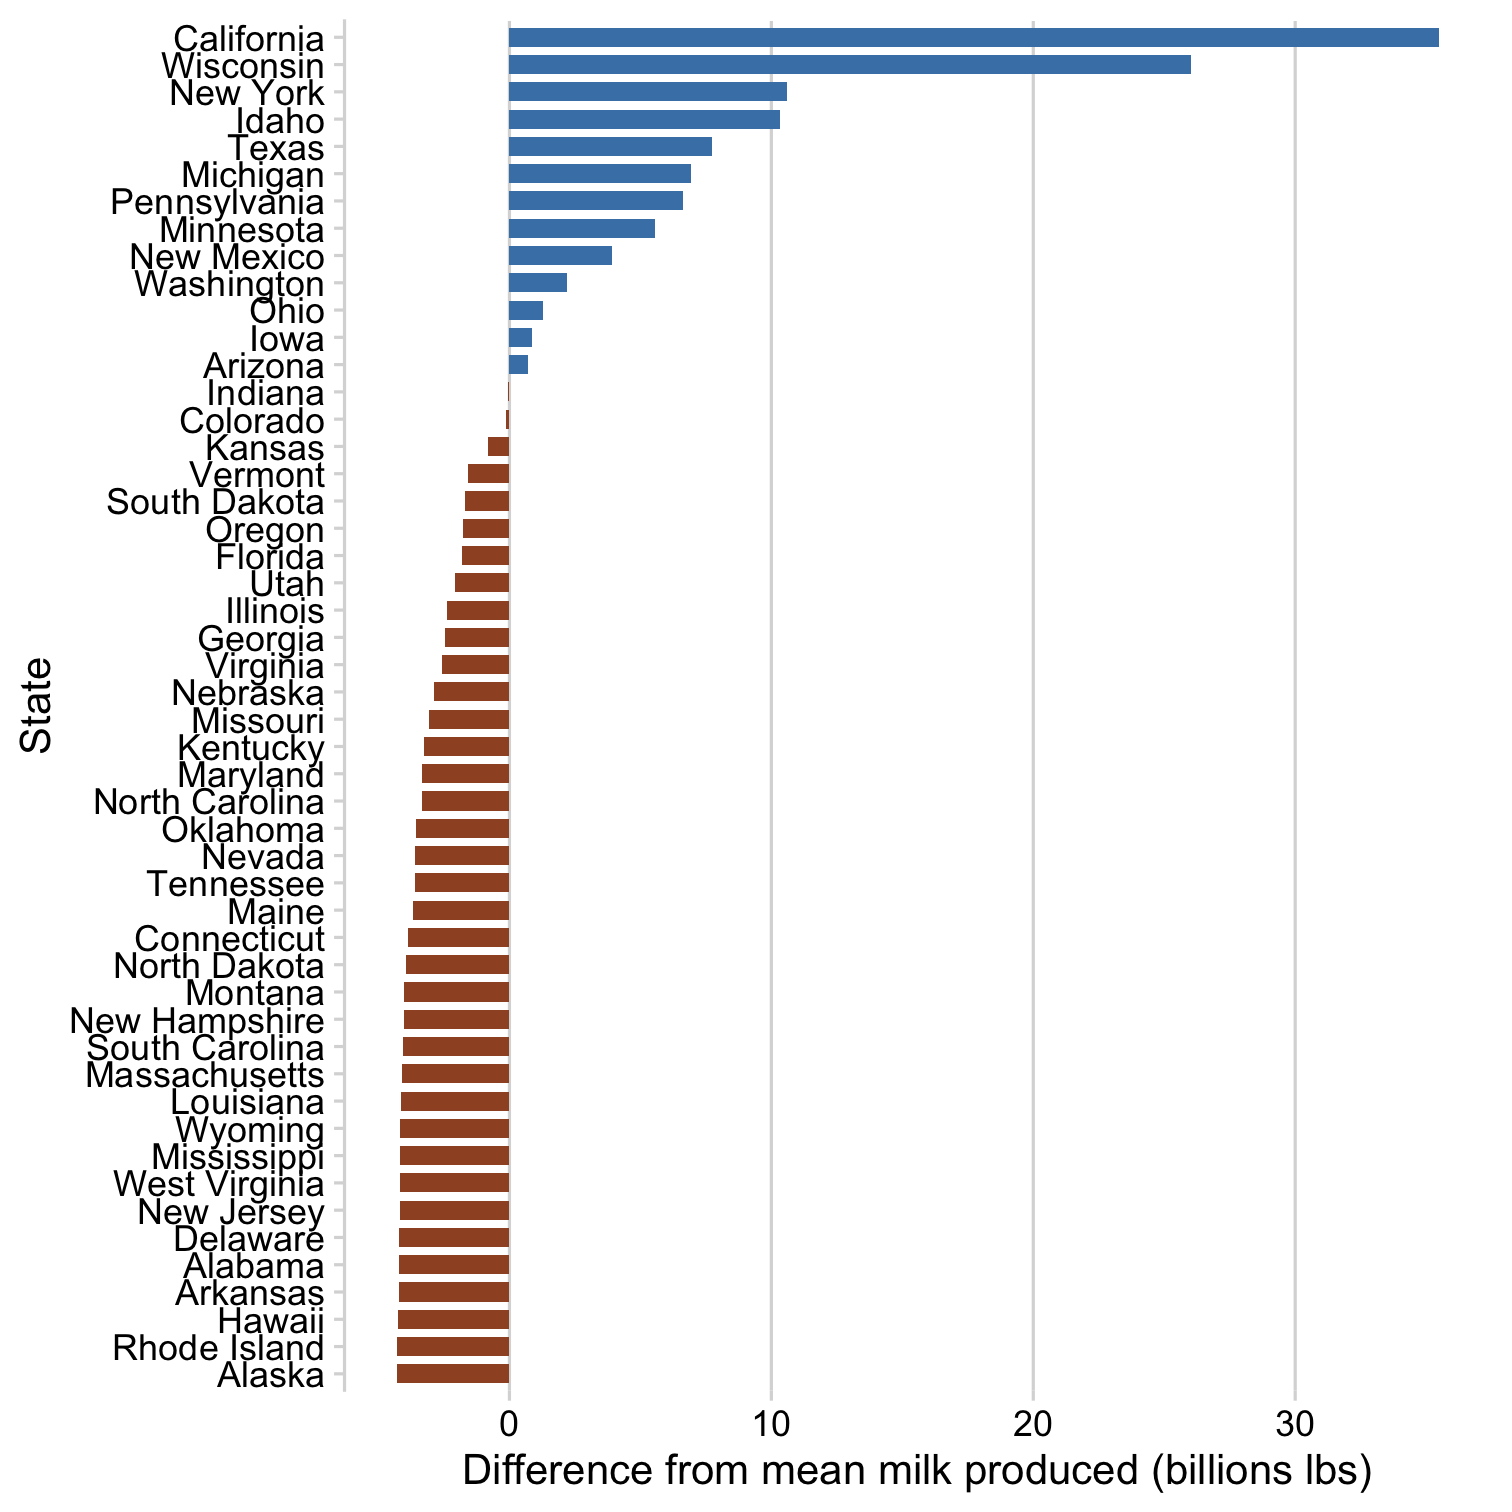 California
Wisconsin
New York
Idaho
Texas
Michigan
Pennsylvania
Minnesota
New Mexico
Washington
Ohio
Iowa
Arizona
Indiana
Colorado
Kansas
Vermont
South Dakota
Oregon
Florida
Utah
Illinois
Georgia
Virginia
Nebraska
Missouri
Kentucky
Maryland
North Carolina
Oklahoma
Nevada
Tennessee
Maine
Connecticut
North Dakota
Montana
New Hampshire
South Carolina
Massachusetts
Louisiana
Wyoming
Mississippi
West Virginia
New Jersey
Delaware
Alabama
Arkansas
Hawaii
Rhode Island
Alaska
State
0 10 20 30
Difference from mean milk produced (billions lbs)